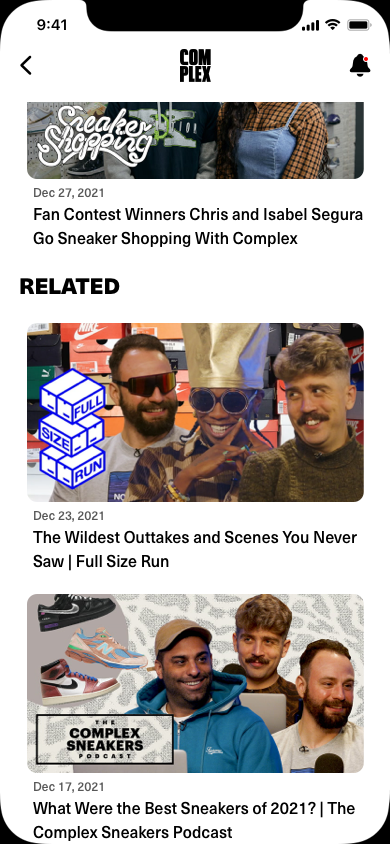 9:41
COM
PLEX
Sneaker
Shopping
Dec 27, 2021
Fan Contest Winners Chris and Isabel Segura
Go Sneaker Shopping With Complex
RELATED
NIKE
FULL
SIZE
RUN
Dec 23, 2021
The Wildest Outtakes and Scenes You Never
Saw | Full Size Run
THE
COMPLEX
SNEAKERS
PODCAST
Dec 17, 2021
What Were the Best Sneakers of 2021? | The
Complex Sneakers Podcast